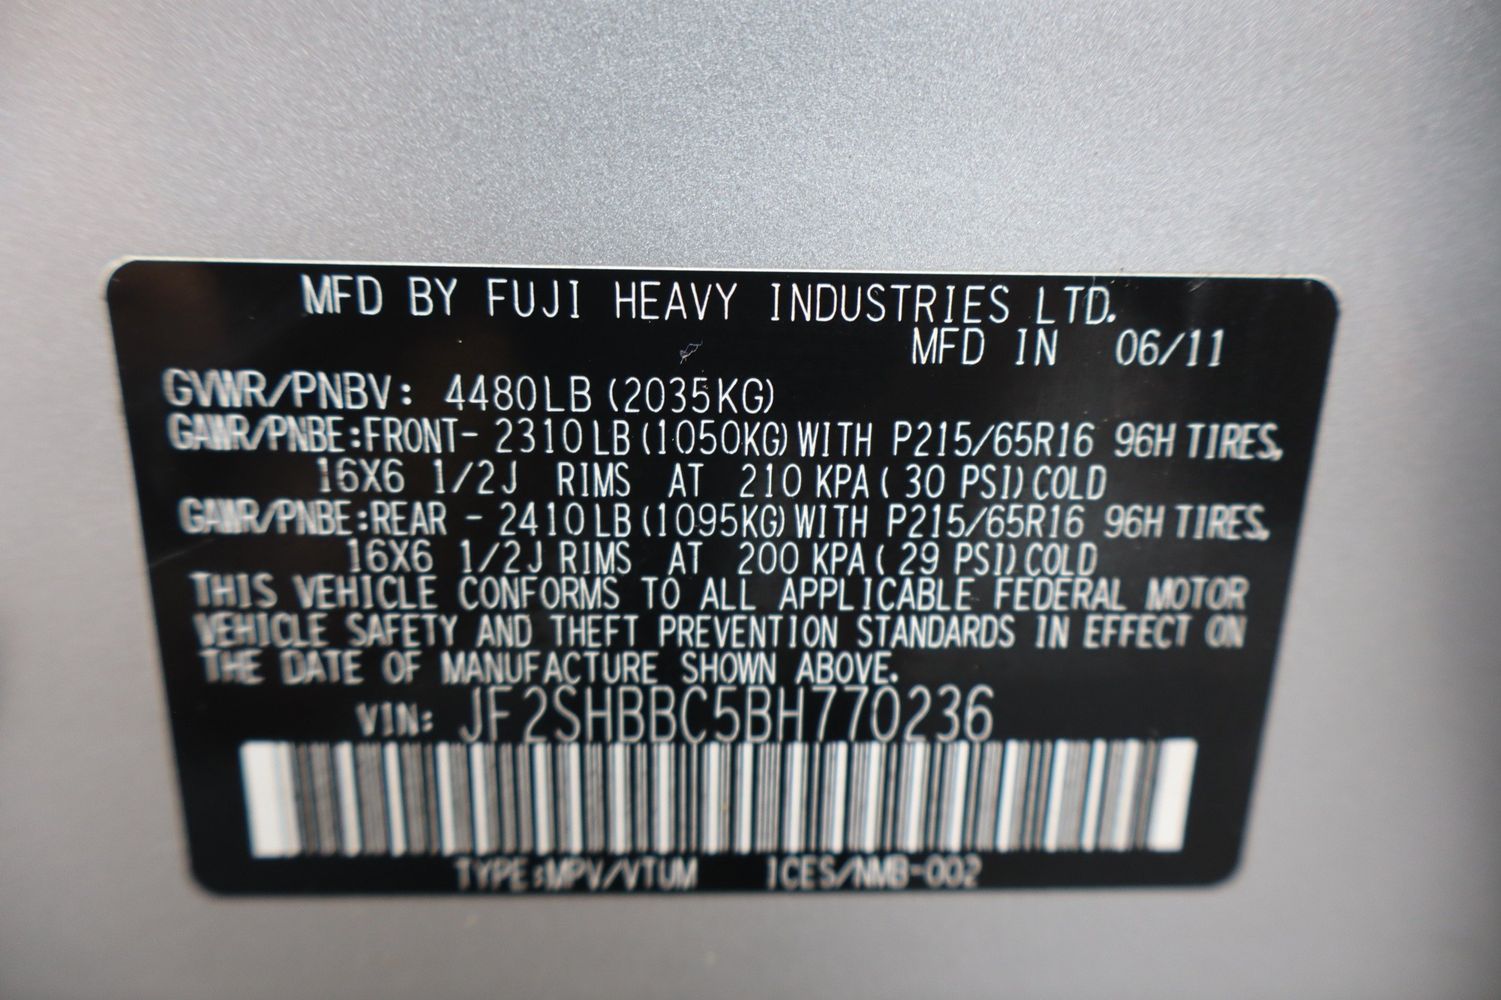 MFD BY FUJI HEAVY INDUSTRIES LTD.
MFD IN 06/11
GVWR/PNBV: 4480LB (2035KG)
GAWR/PNBE:FRONT- 2310LB (1050KG) WITH P215/65R16 96H TIRES,
16X6 1/2J RIMS AT 210 KPA ( 30 PSI) COLD
GAWR/PNBE:REAR - 2410LB (1095KG) WITH P215/65R16 96H TIRES,
16X6 1/2J RIMS AT 200 KPA ( 29 PSI) COLD
THIS VEHICLE CONFORMS TO ALL APPLICABLE FEDERAL MOTOR
VEHICLE SAFETY AND THEFT PREVENTION STANDARDS IN EFFECT ON
THE DATE OF MANUFACTURE SHOWN ABOVE.
VIN: JF2SHBBC5BH770236
TYPE:MPV/VTUM ICES/NMB-002